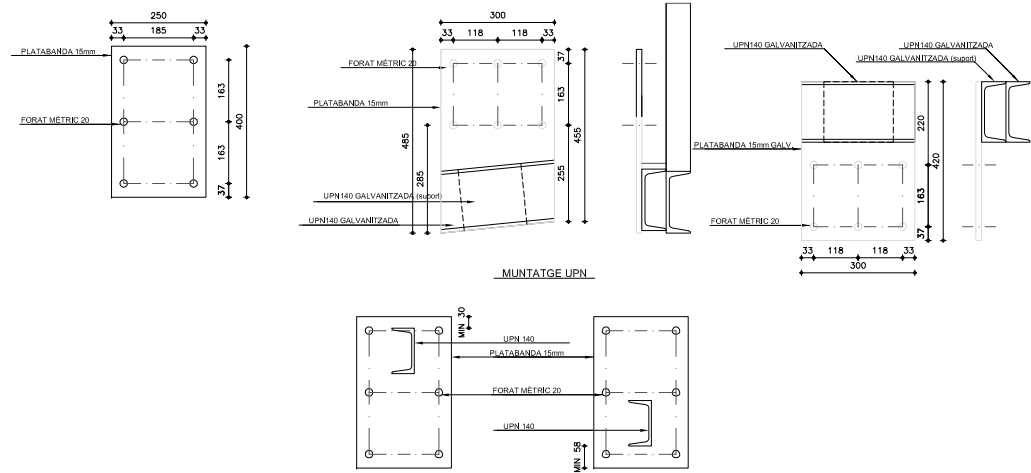 250
33 185 33
PLATABANDA 15mm
FORAT MÈTRIC 20
163
163
37
400
300
33 118 118 33
FORAT MÈTRIC 20
PLATABANDA 15mm
485
285
37
163
255
455
UPN140 GALVANITZADA (suport)
UPN140 GALVANITZADA
UPN140 GALVANITZADA
UPN140 GALVANITZADA
UPN140 GALVANITZADA (suport)
PLATABANDA 15mm GALV.
FORAT MÈTRIC 20
220
163
37
420
33 118 118 33
300
MUNTATGE UPN
MIN 30
UPN 140
PLATABANDA 15mm
FORAT MÈTRIC 20
UPN 140
MIN 58